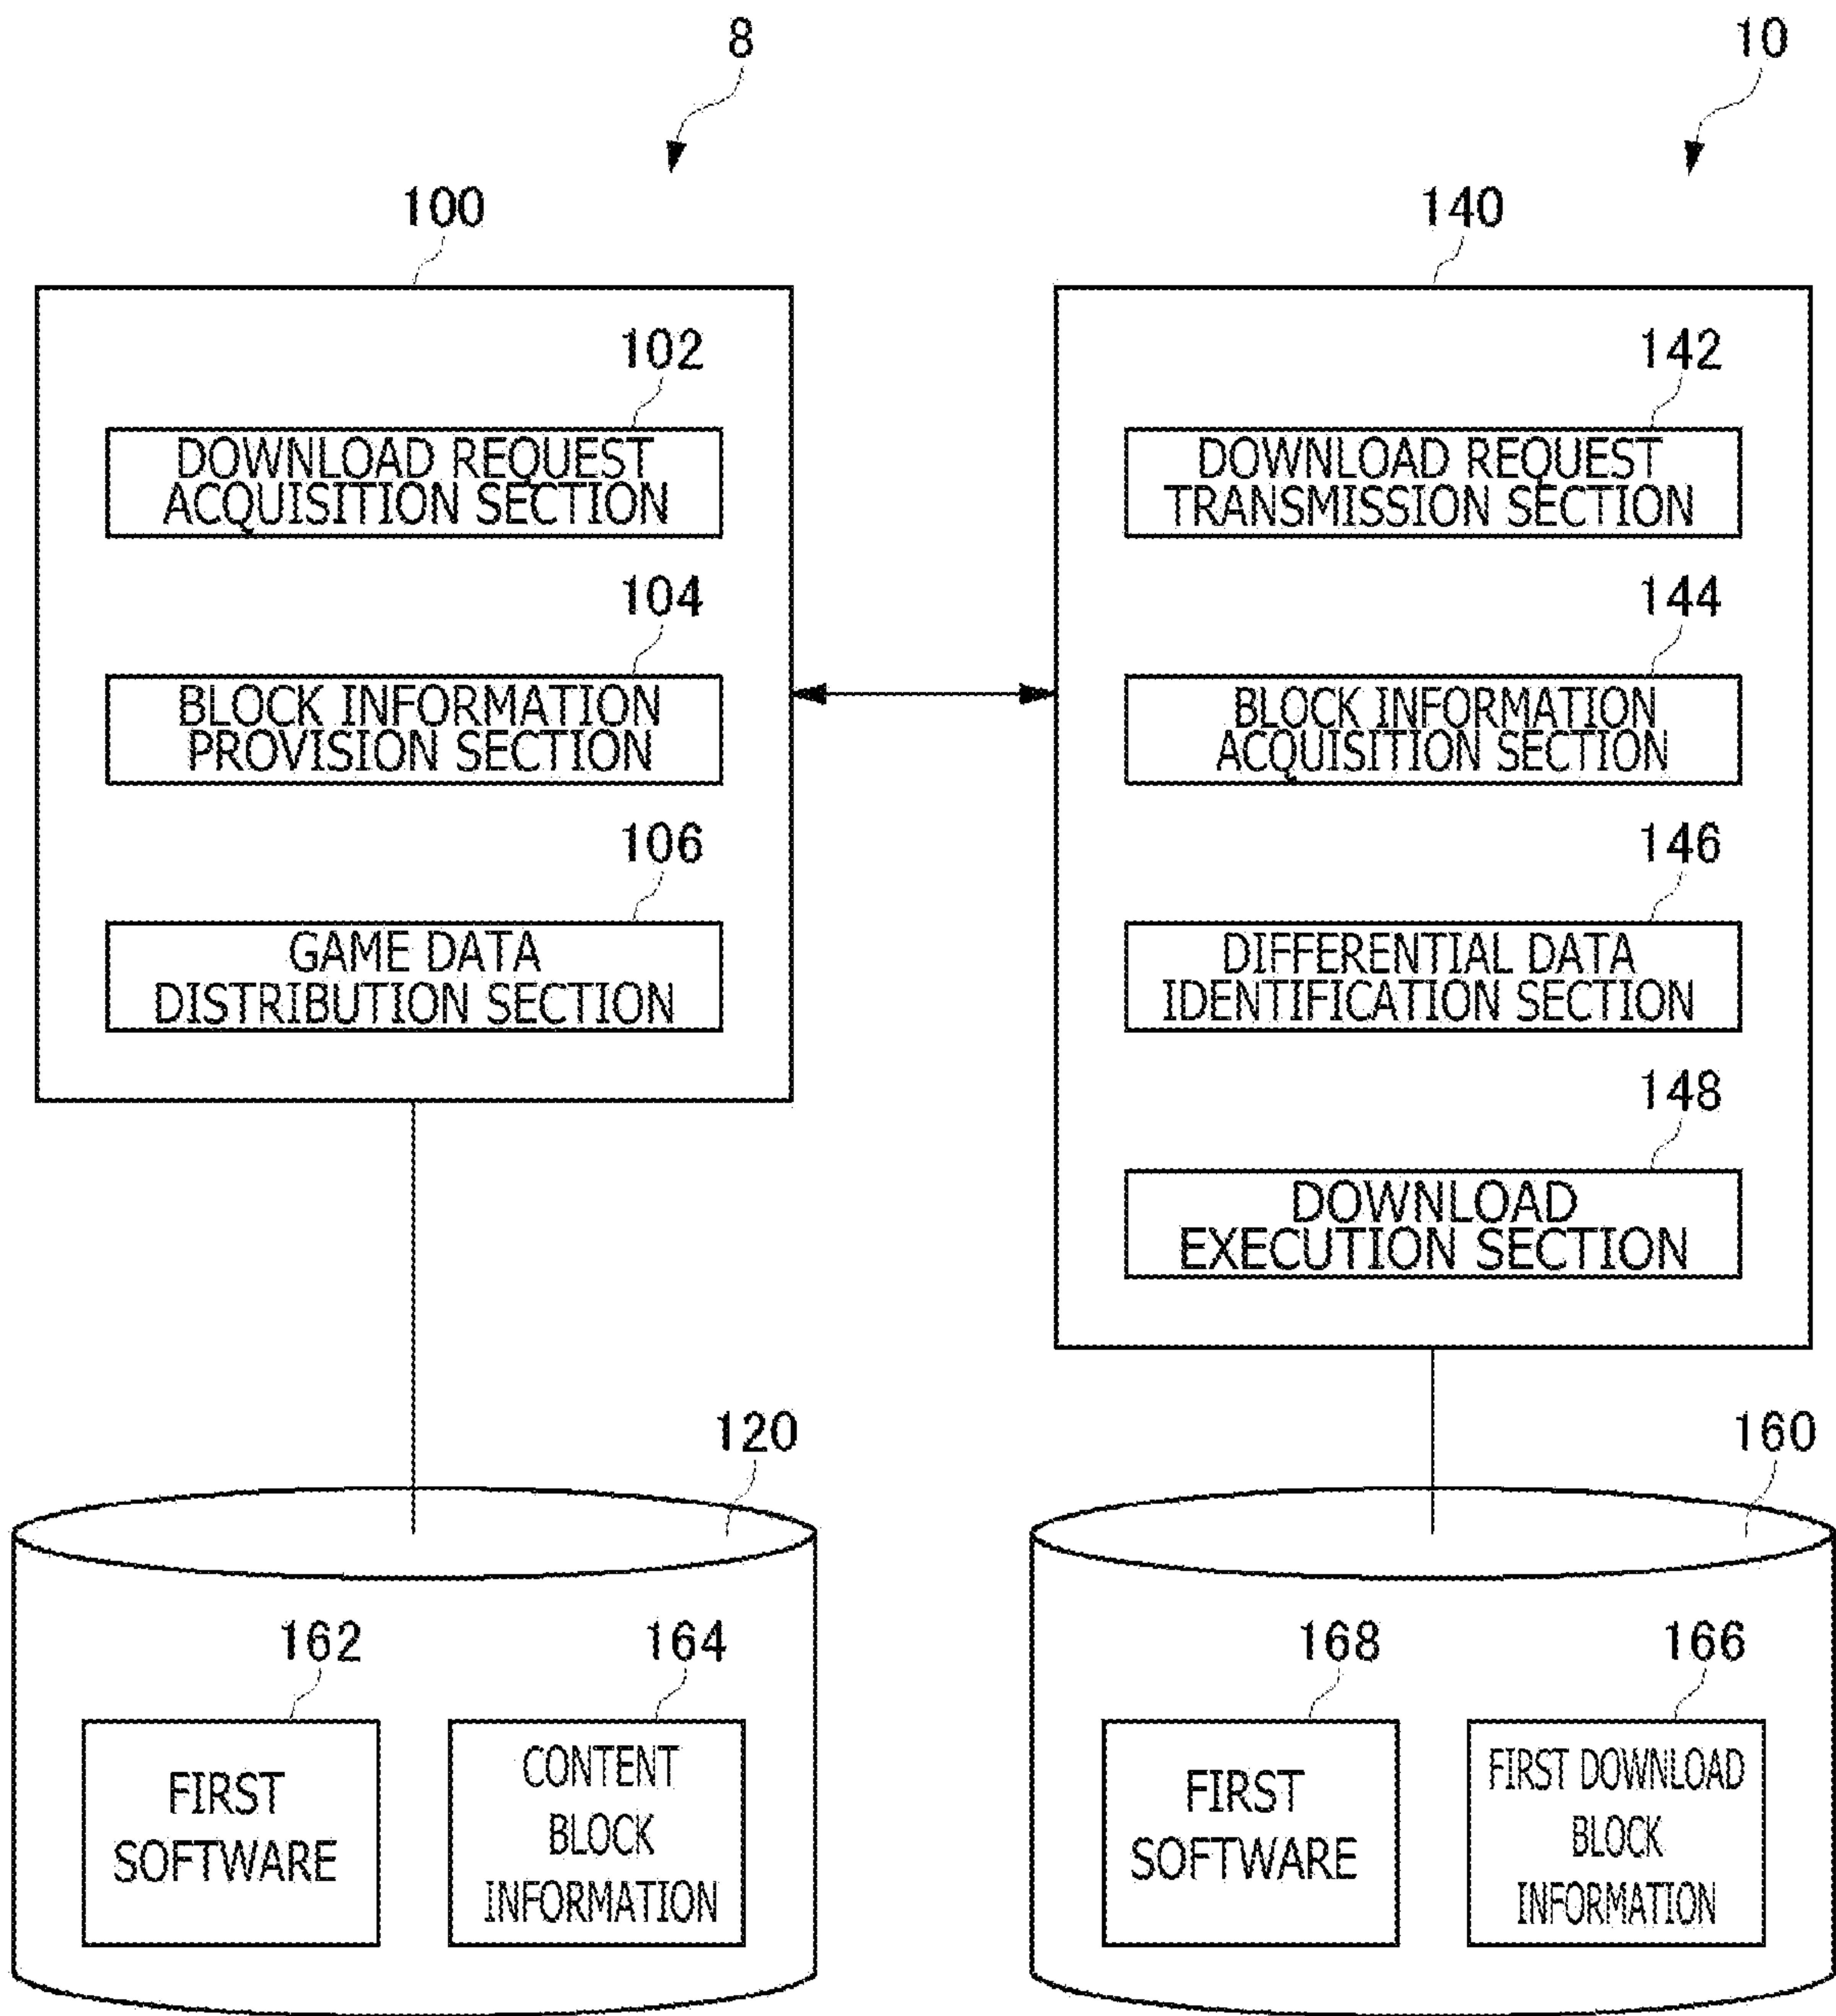 8
10
100
140
102
DOWNLOAD REQUEST
ACQUISITION SECTION
104
BLOCK INFORMATION
PROVISION SECTION
106
GAME DATA
DISTRIBUTION SECTION
142
DOWNLOAD REQUEST
TRANSMISSION SECTION
144
BLOCK INFORMATION
ACQUISITION SECTION
146
DIFFERENTIAL DATA
IDENTIFICATION SECTION
148
DOWNLOAD
EXECUTION SECTION
120
162
FIRST
SOFTWARE
164
CONTENT
BLOCK
INFORMATION
160
168
FIRST
SOFTWARE
166
FIRST DOWNLOAD
BLOCK
INFORMATION